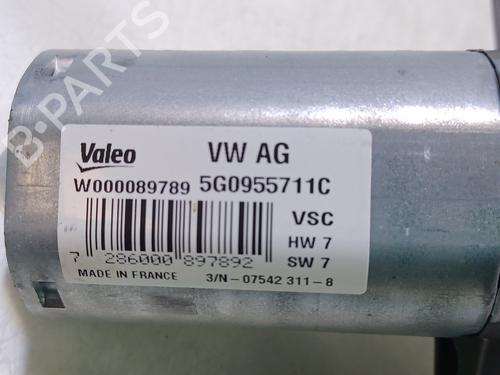 B-PARTS
Valeo VW AG
W000089789 5G0955711C
VSC
HW 7
7 286000 897892 SW 7
MADE IN FRANCE 3/N - 07542 311-8